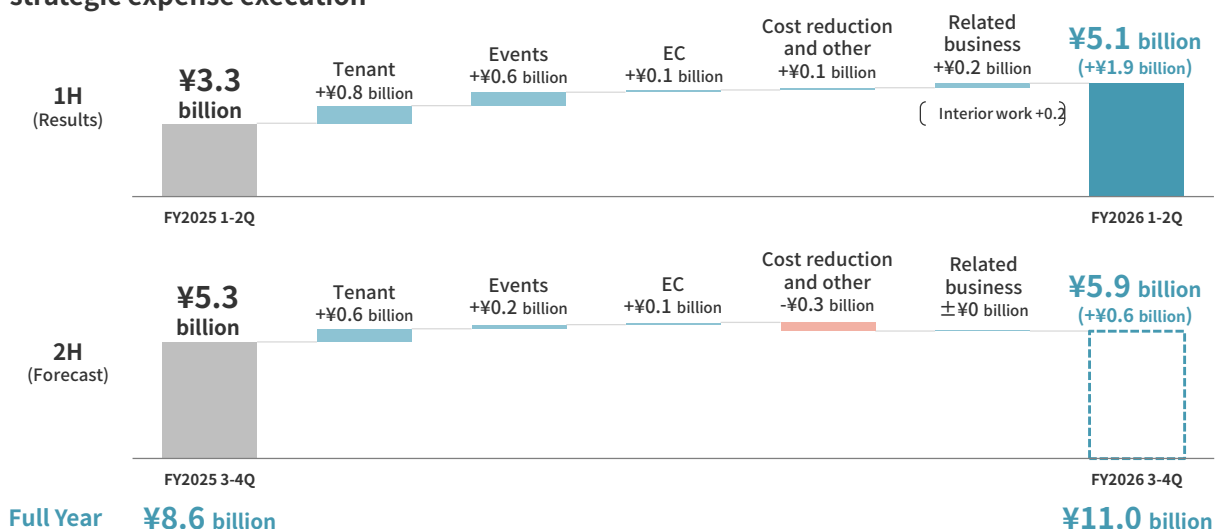 strategic expense execution
1H
(Results)
¥3.3
billion
Tenant
+¥0.8 billion
Events
+¥0.6 billion
EC
+¥0.1 billion
Cost reduction
and other
+¥0.1 billion
Related
business
+¥0.2 billion
Interior work +0.2
¥5.1 billion
(+¥1.9 billion)
FY2025 1-2Q
FY2026 1-2Q
2H
(Forecast)
¥5.3
billion
Tenant
+¥0.6 billion
Events
+¥0.2 billion
EC
+¥0.1 billion
Cost reduction
and other
-¥0.3 billion
Related
business
±¥0 billion
¥5.9 billion
(+¥0.6 billion)
FY2025 3-4Q
FY2026 3-4Q
Full Year
¥8.6 billion
¥11.0 billion